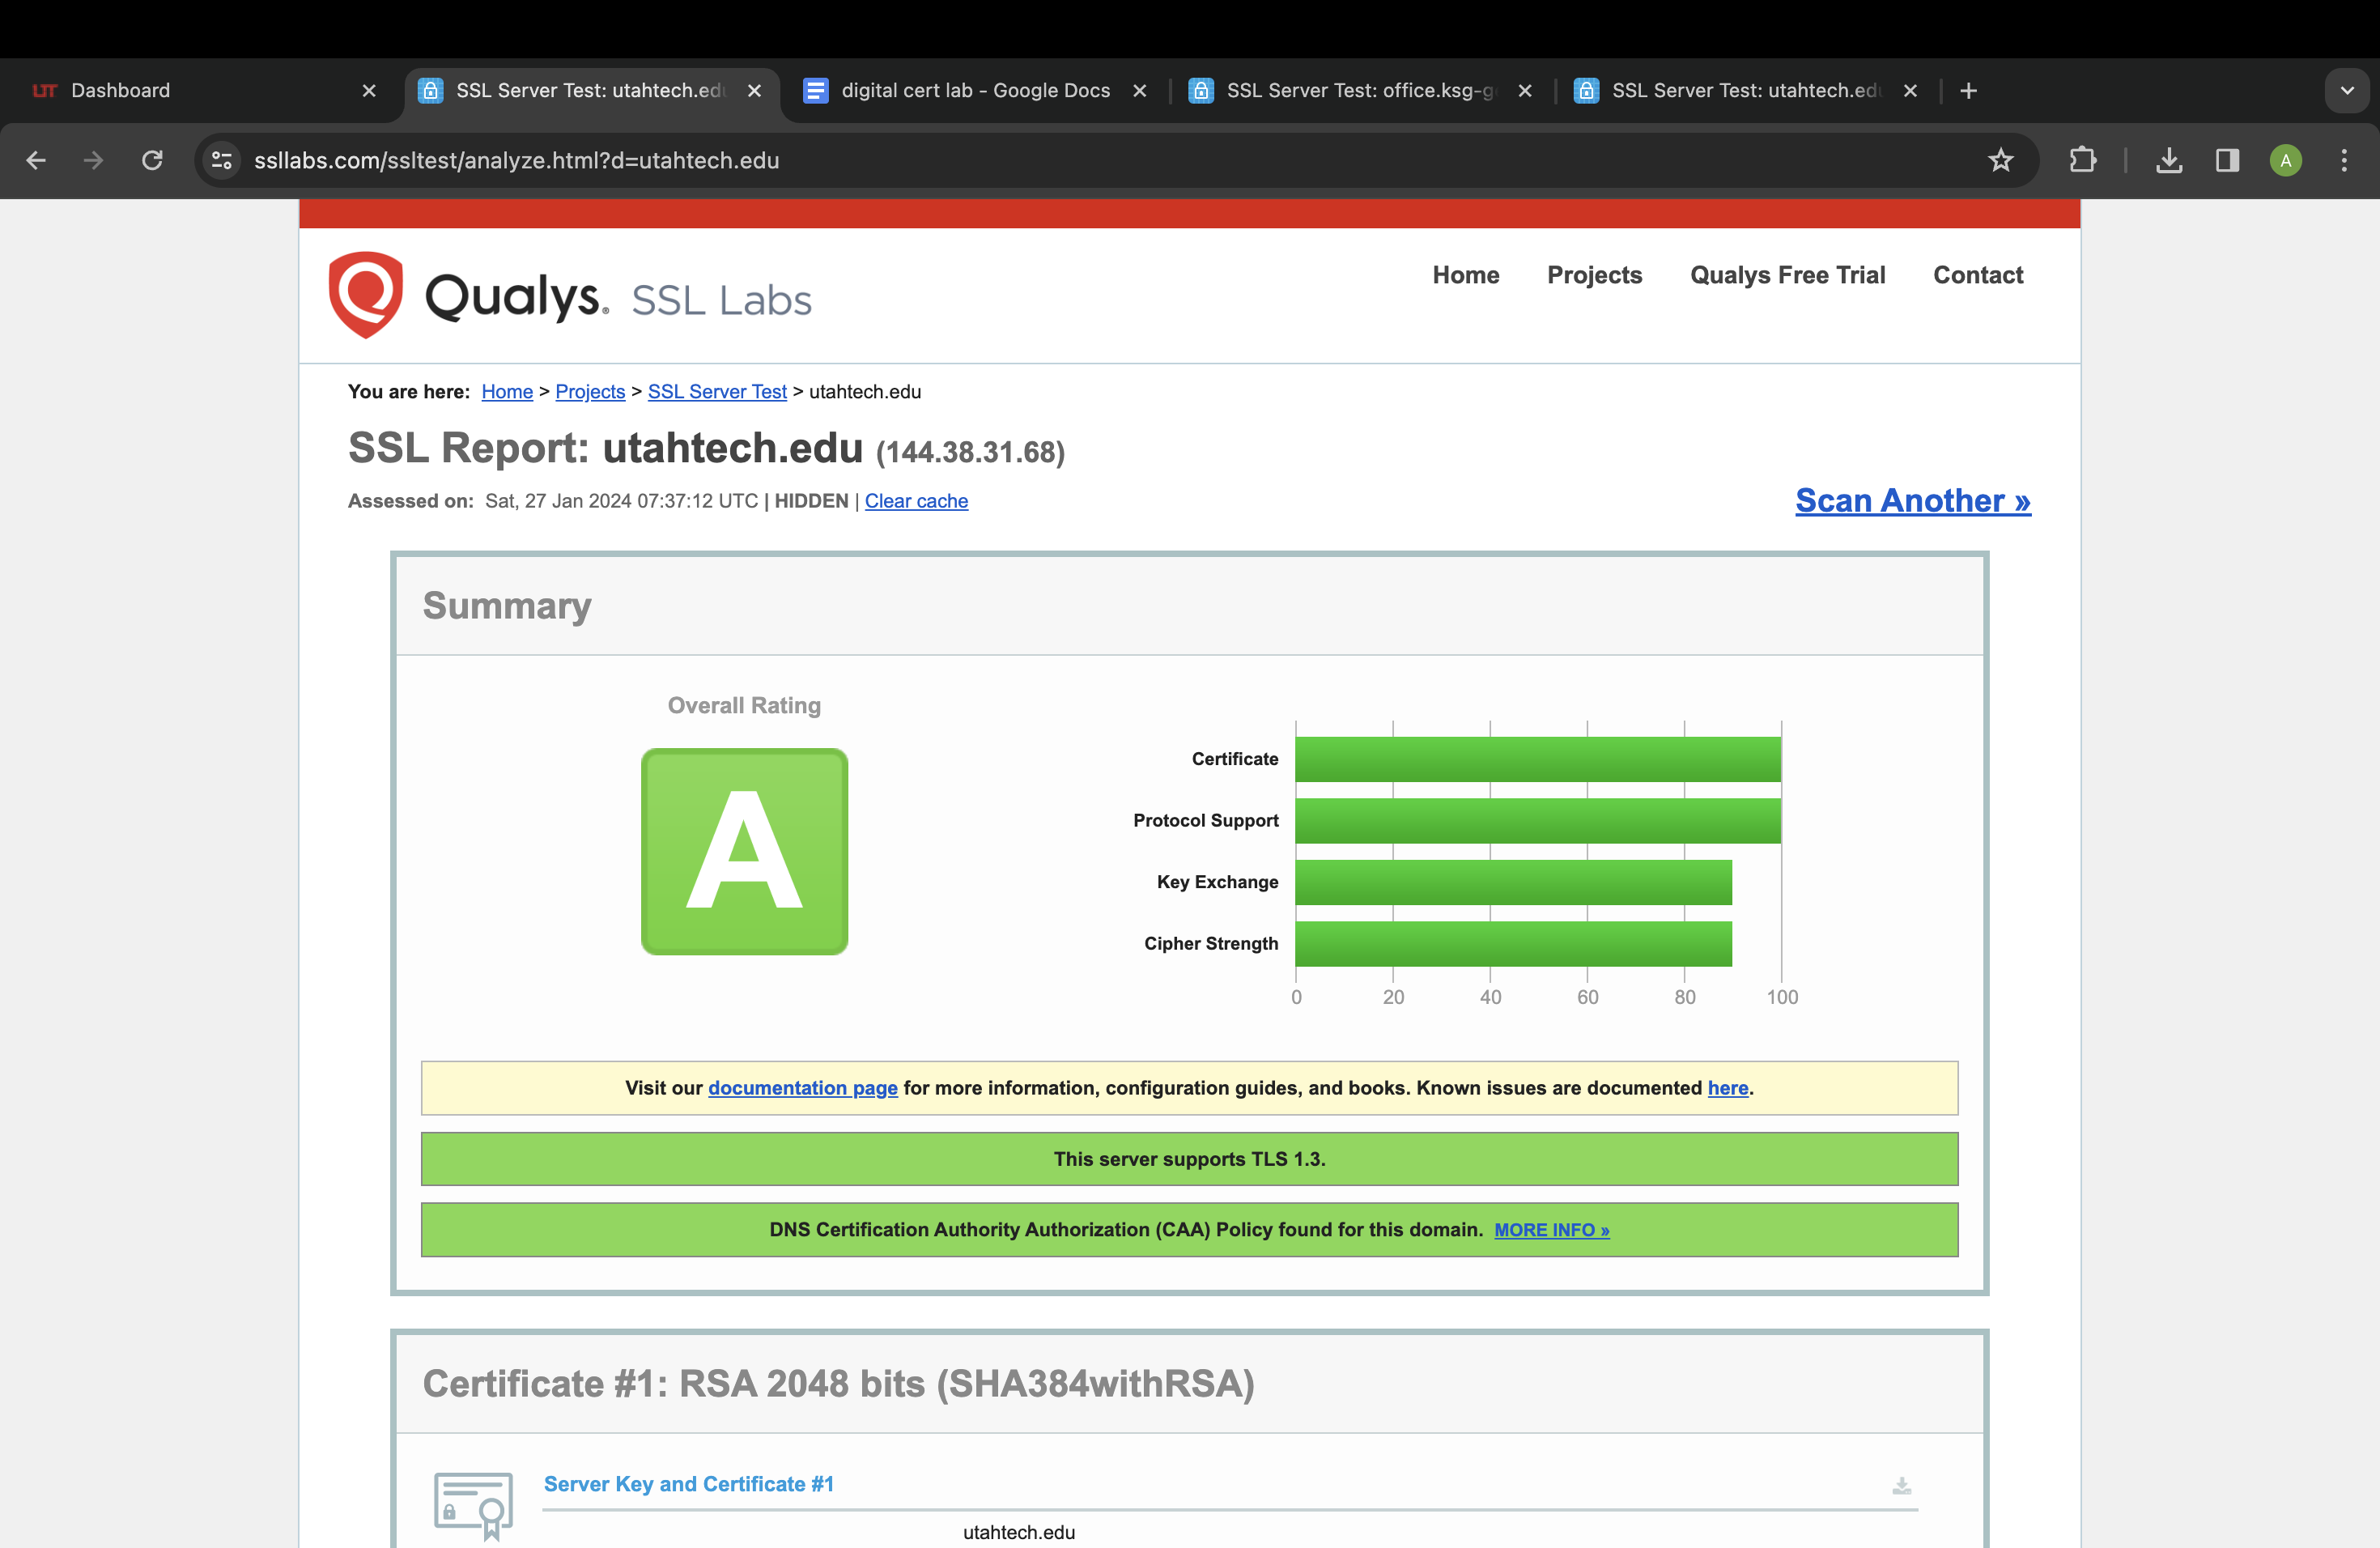 UT Dashboard
SSL Server Test: utahtech.edu
digital cert lab - Google Docs
SSL Server Test: office.ksg-g
SSL Server Test: utahtech.edu
ssllabs.com/ssltest/analyze.html?d=utahtech.edu
A
Qualys. SSL Labs
Home Projects Qualys Free Trial Contact
You are here: Home > Projects > SSL Server Test > utahtech.edu
SSL Report: utahtech.edu (144.38.31.68)
Assessed on: Sat, 27 Jan 2024 07:37:12 UTC | HIDDEN | Clear cache
Scan Another »
Summary
Overall Rating
A
Certificate
Protocol Support
Key Exchange
Cipher Strength
0 20 40 60 80 100
Visit our documentation page for more information, configuration guides, and books. Known issues are documented here.
This server supports TLS 1.3.
DNS Certification Authority Authorization (CAA) Policy found for this domain. MORE INFO »
Certificate #1: RSA 2048 bits (SHA384withRSA)
Server Key and Certificate #1
utahtech.edu